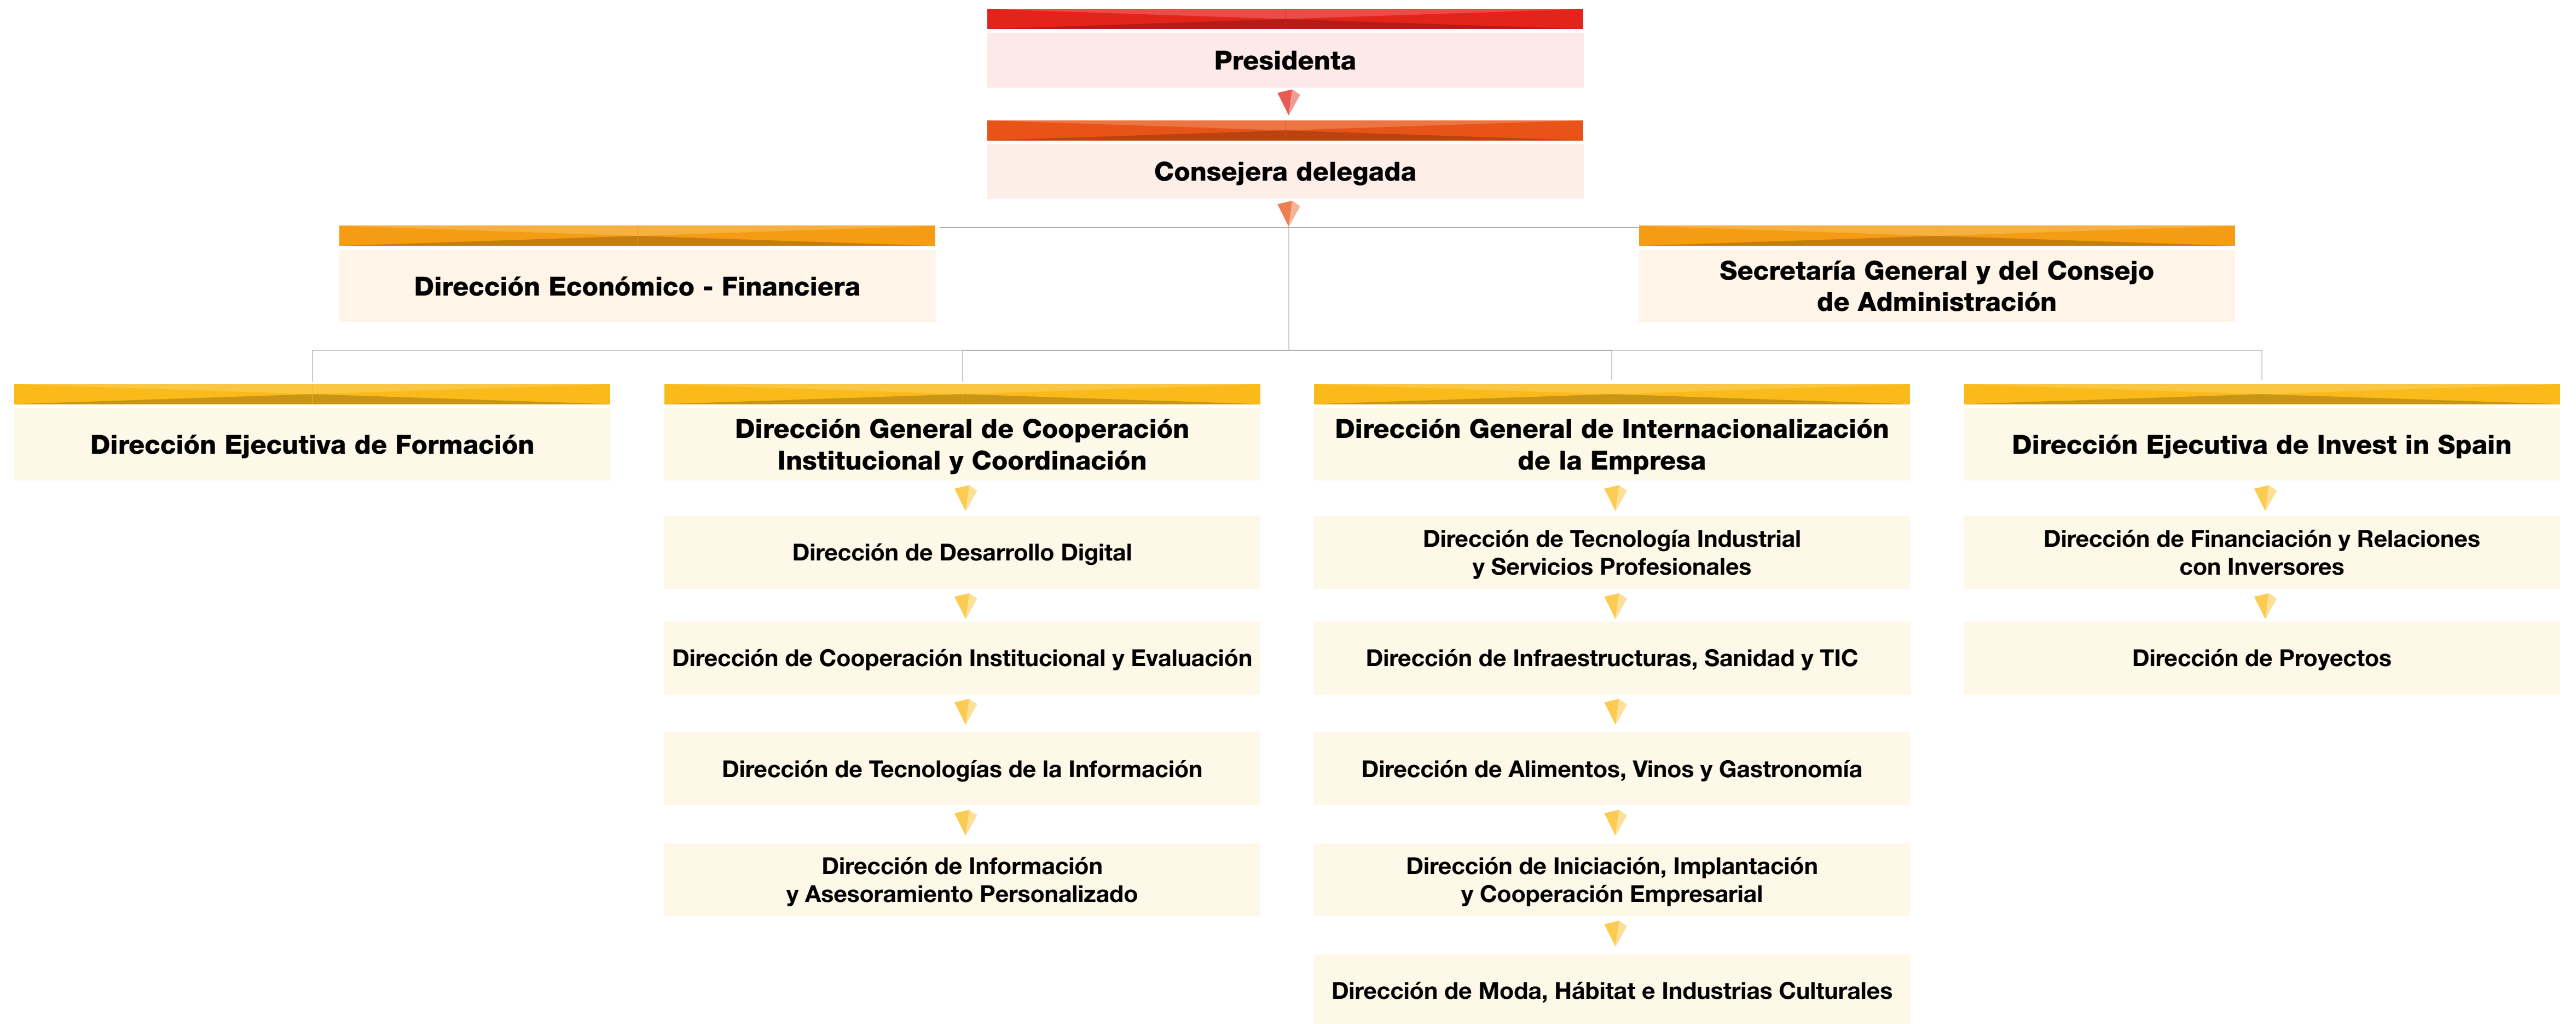 Presidenta
Consejera delegada
Dirección Económico - Financiera
Secretaría General y del Consejo
de Administración
Dirección Ejecutiva de Formación
Dirección General de Cooperación
Institucional y Coordinación
Dirección de Desarrollo Digital
Dirección de Cooperación Institucional y Evaluación
Dirección de Tecnologías de la Información
Dirección de Información
y Asesoramiento Personalizado
Dirección General de Internacionalización
de la Empresa
Dirección de Tecnología Industrial
y Servicios Profesionales
Dirección de Infraestructuras, Sanidad y TIC
Dirección de Alimentos, Vinos y Gastronomía
Dirección de Iniciación, Implantación
y Cooperación Empresarial
Dirección de Moda, Hábitat e Industrias Culturales
Dirección Ejecutiva de Invest in Spain
Dirección de Financiación y Relaciones
con Inversores
Dirección de Proyectos